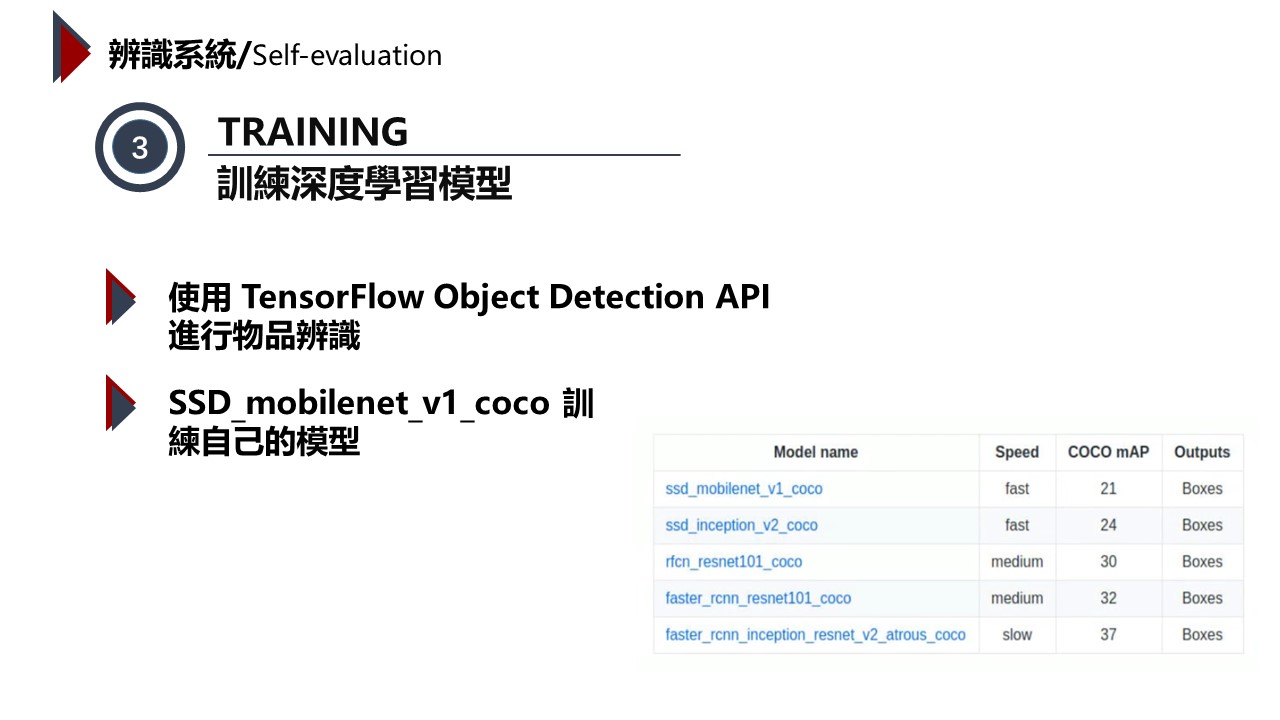 辨識系統/Self-evaluation
3
TRAINING
訓練深度學習模型
使用 TensorFlow Object Detection API
進行物品辨識
SSD_mobilenet_v1_coco 訓
練自己的模型
Model name Speed COCO mAP Outputs
ssd_mobilenet_v1_coco fast 21 Boxes
ssd_inception_v2_coco fast 24 Boxes
rfcn_resnet101_coco medium 30 Boxes
faster_rcnn_resnet101_coco medium 32 Boxes
faster_rcnn_inception_resnet_v2_atrous_coco slow 37 Boxes